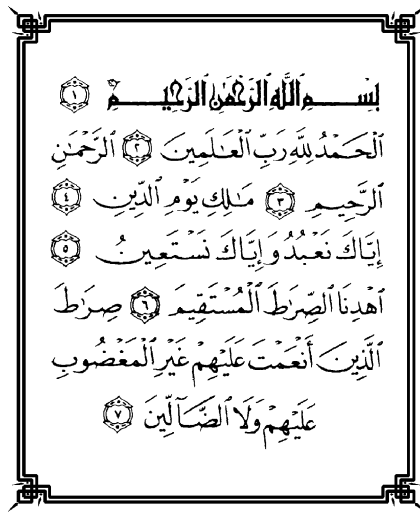 بِسْمِ ٱللَّهِ ٱلرَّحْمَٰنِ ٱلرَّحِيمِ ١
ٱلْحَمْدُ لِلَّهِ رَبِّ ٱلْعَٰلَمِينَ ٢ ٱلرَّحْمَٰنِ
ٱلرَّحِيمِ ٣ مَٰلِكِ يَوْمِ ٱلدِّينِ ٤
إِيَّاكَ نَعْبُدُ وَإِيَّاكَ نَسْتَعِينُ ٥
ٱهْدِنَا ٱلصِّرَٰطَ ٱلْمُسْتَقِيمَ ٦ صِرَٰطَ
ٱلَّذِينَ أَنْعَمْتَ عَلَيْهِمْ غَيْرِ ٱلْمَغْضُوبِ
عَلَيْهِمْ وَلَا ٱلضَّآلِّينَ ٧